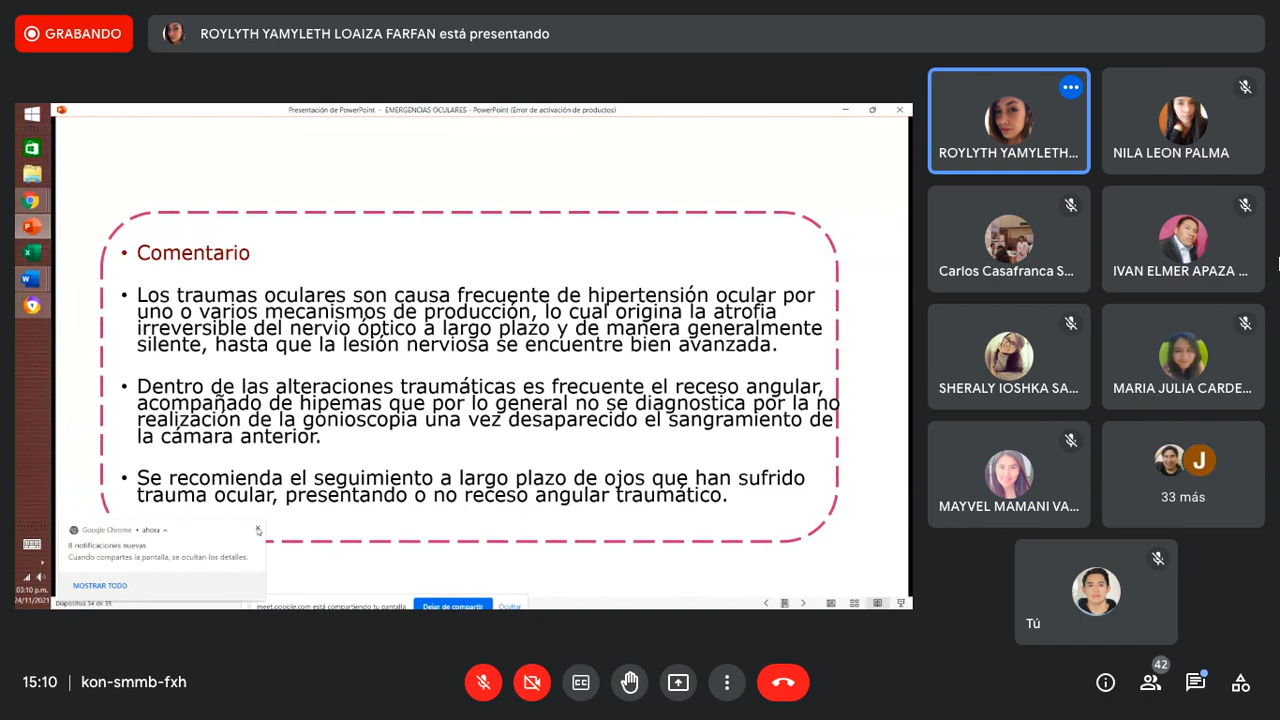 GRABANDO
ROYLYTH YAMYLETH LOAIZA FARFAN está presentando
Presentación de PowerPoint - EMERGENCIAS OCULARES - PowerPoint (Error de activación de productos)
• Comentario
• Los traumas oculares son causa frecuente de hipertensión ocular por
uno o varios mecanismos de producción, lo cual origina la atrofia
irreversible del nervio óptico a largo plazo y de manera generalmente
silente, hasta que la lesión nerviosa se encuentre bien avanzada.
• Dentro de las alteraciones traumáticas es frecuente el receso angular,
acompañado de hipemas que por lo general no se diagnostica por la no
realización de la gonioscopia una vez desaparecido el sangramiento de
la cámara anterior.
• Se recomienda el seguimiento a largo plazo de ojos que han sufrido
trauma ocular, presentando o no receso angular traumático.
Google Chrome • ahora
8 notificaciones nuevas
Cuando compartes la pantalla, se ocultan los detalles.
MOSTRAR TODO
03:10 p.m.
24/11/2021
Diapositiva 34 de 35
meet.google.com está compartiendo tu pantalla.
Dejar de compartir
Ocultar
ROYLYTH YAMYLETH...
NILA LEON PALMA
Carlos Casafranca S...
IVAN ELMER APAZA ...
SHERALY IOSHKA SA...
MARIA JULIA CARDE...
MAYVEL MAMANI VA...
J
33 más
Tú
15:10 | kon-smmb-fxh
CC
42